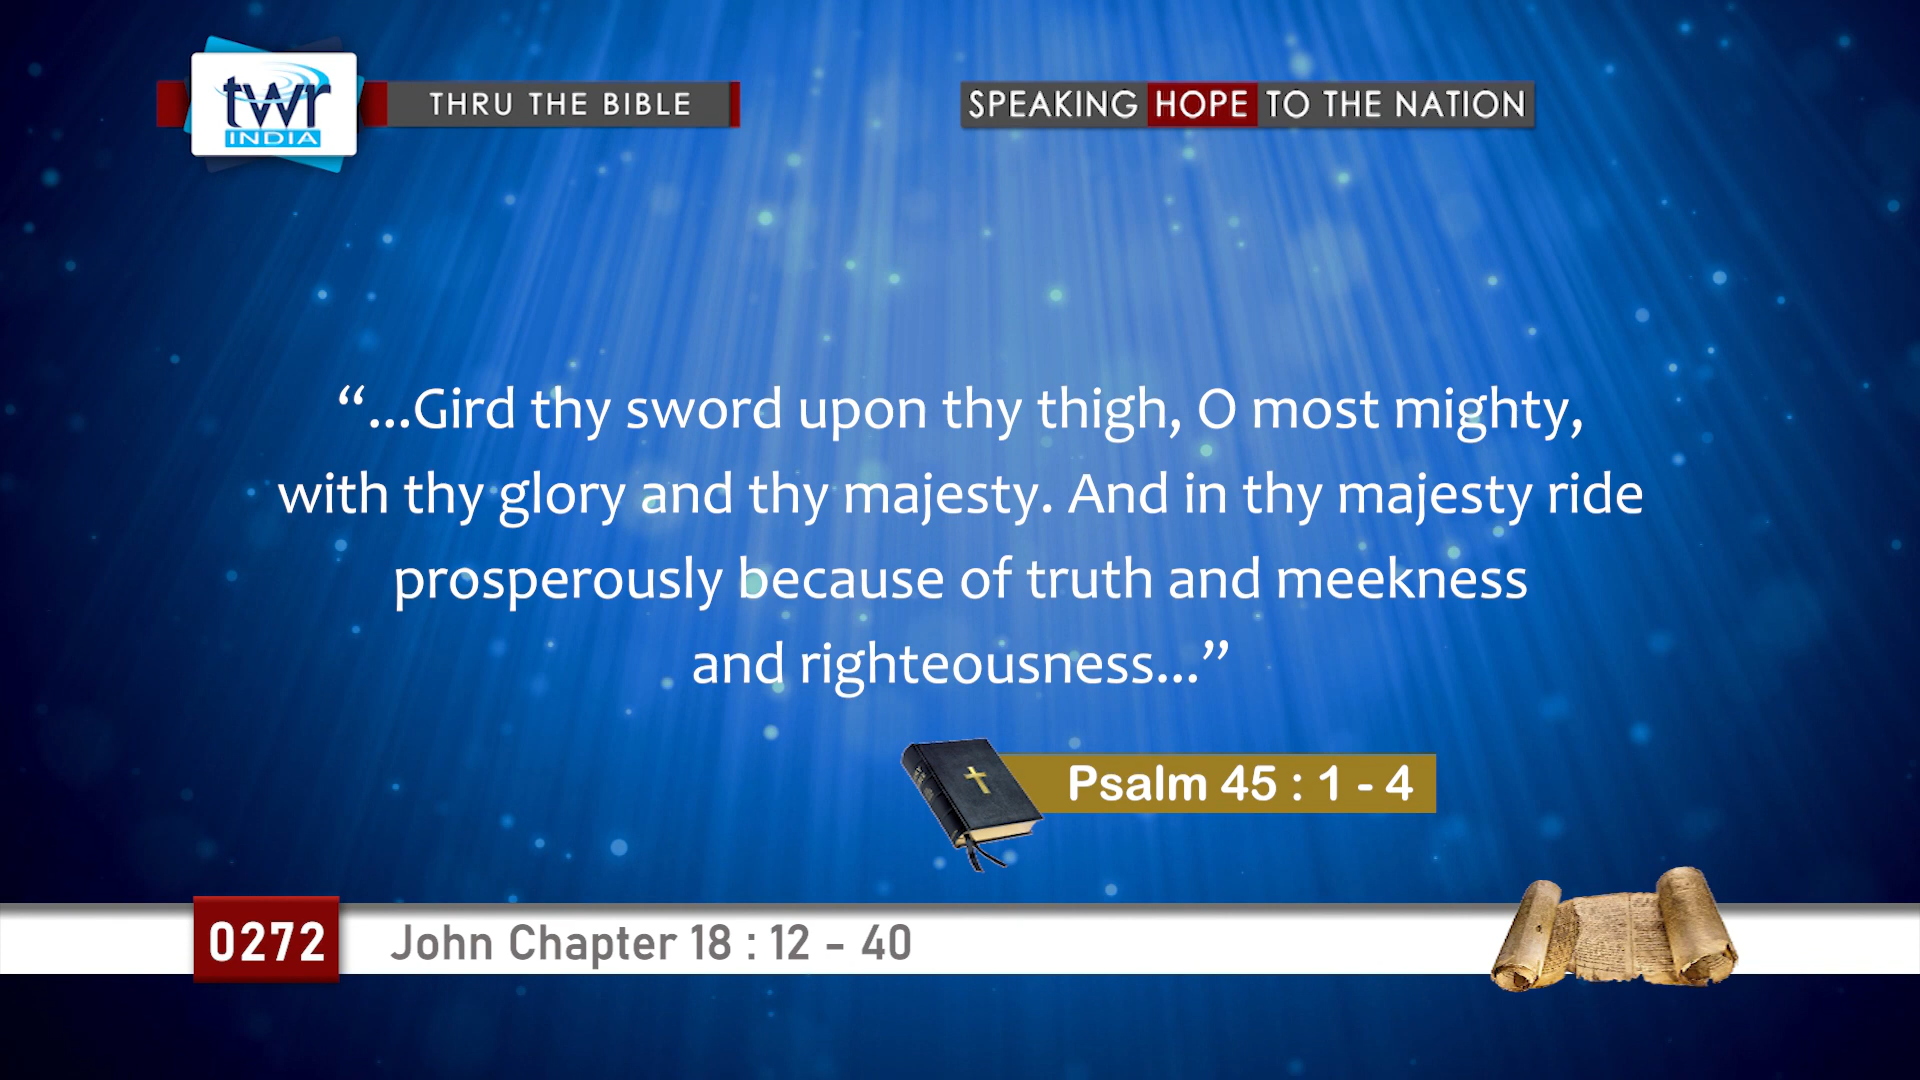 twr
INDIA
THRU THE BIBLE
SPEAKING HOPE TO THE NATION
“...Gird thy sword upon thy thigh, O most mighty,
with thy glory and thy majesty. And in thy majesty ride
prosperously because of truth and meekness
and righteousness...”
Psalm 45 : 1 - 4
0272
John Chapter 18 : 12 - 40